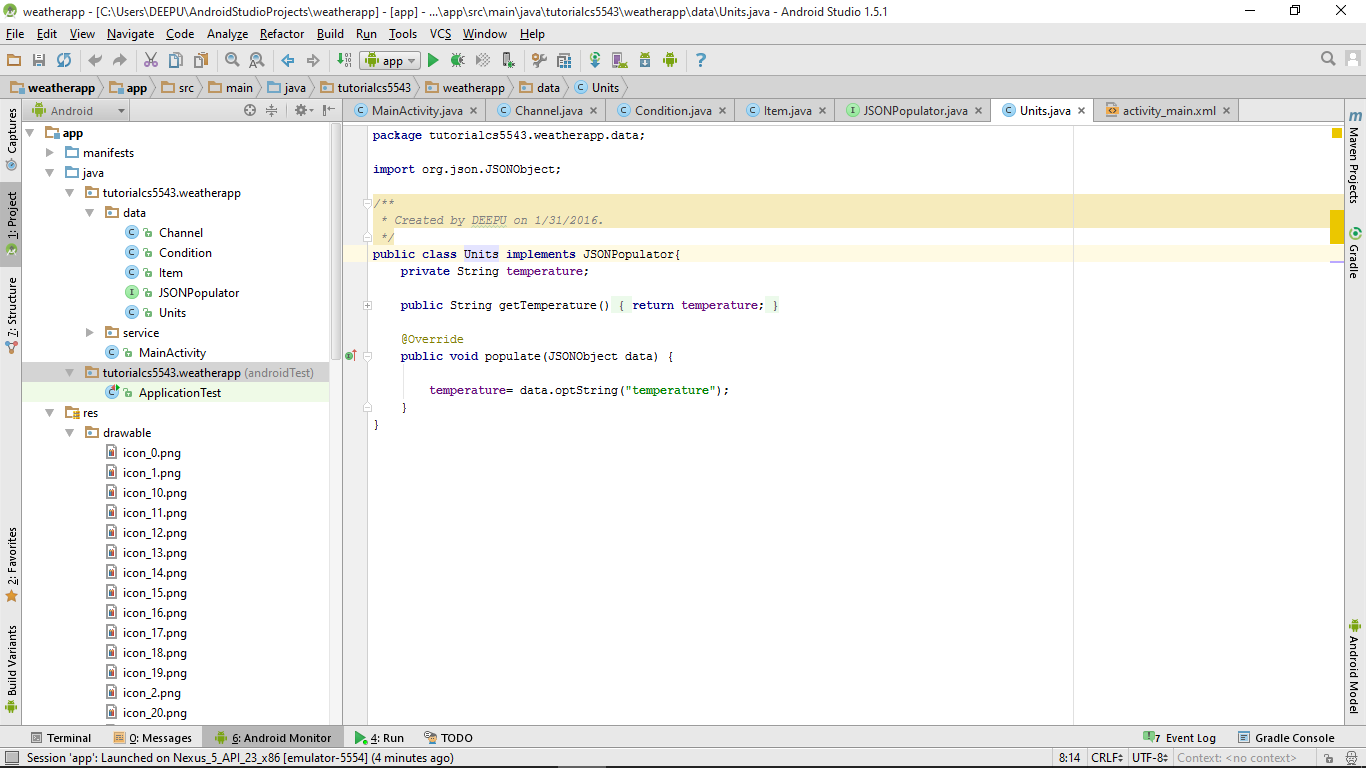 weatherapp - [C:\Users\DEEPU\AndroidStudioProjects\weatherapp] - [app] - ...\app\src\main\java\tutorialcs5543\weatherapp\data\Units.java - Android Studio 1.5.1
File Edit View Navigate Code Analyze Refactor Build Run Tools VCS Window Help
app
weatherapp app src main java tutorialcs5543 weatherapp data Units
Android
MainActivity.java Channel.java Condition.java Item.java JSONPopulator.java Units.java activity_main.xml
Captures
1: Project
7: Structure
2: Favorites
Build Variants
app
manifests
java
tutorialcs5543.weatherapp
data
Channel
Condition
Item
JSONPopulator
Units
service
MainActivity
tutorialcs5543.weatherapp (androidTest)
ApplicationTest
res
drawable
icon_0.png
icon_1.png
icon_10.png
icon_11.png
icon_12.png
icon_13.png
icon_14.png
icon_15.png
icon_16.png
icon_17.png
icon_18.png
icon_19.png
icon_2.png
icon_20.png
package tutorialcs5543.weatherapp.data;
import org.json.JSONObject;
/**
* Created by DEEPU on 1/31/2016.
*/
public class Units implements JSONPopulator{
private String temperature;
public String getTemperature() { return temperature; }
@Override
public void populate(JSONObject data) {
temperature= data.optString("temperature");
}
}
Maven Projects
Gradle
Android Model
Terminal 0: Messages 6: Android Monitor 4: Run TODO 7 Event Log Gradle Console
Session 'app': Launched on Nexus_5_API_23_x86 [emulator-5554] (4 minutes ago) 8:14 CRLF UTF-8 Context: <no context>